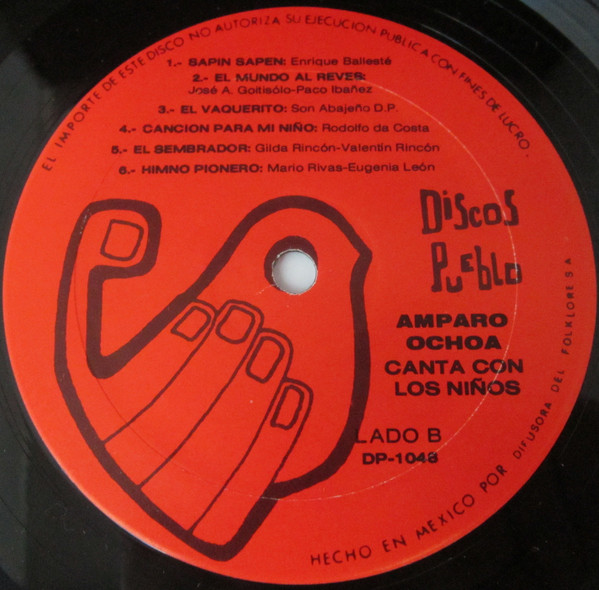 EL IMPORTE DE ESTE DISCO NO AUTORIZA SU EJECUCION PUBLICA CON FINES DE LUCRO.
1.- SAPIN SAPEN: Enrique Ballesté
2.- EL MUNDO AL REVES:
José A. Goitisólo-Paco Ibañez
3.- EL VAQUERITO: Son Abajeño D.P.
4.- CANCION PARA MI NIÑO: Rodolfo da Costa
5.- EL SEMBRADOR: Gilda Rincón-Valentín Rincón
6.- HIMNO PIONERO: Mario Rivas-Eugenia León
Discos
Pueblo
AMPARO
OCHOA
CANTA CON
LOS NIÑOS
LADO B
DP-1048
HECHO EN MEXICO POR DIFUSORA DEL FOLKLORE S A